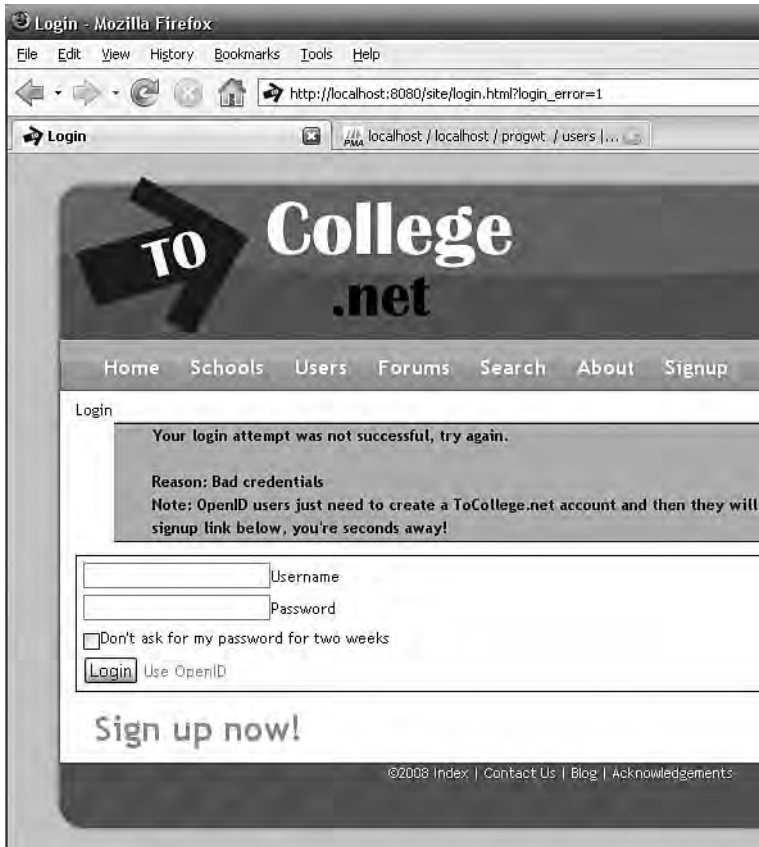 Login - Mozilla Firefox
File Edit View History Bookmarks Tools Help
http://localhost:8080/site/login.html?login_error=1
Login
PMA localhost / localhost / progwt / users |...
TO College
.net
Home Schools Users Forums Search About Signup
Login
Your login attempt was not successful, try again.
Reason: Bad credentials
Note: OpenID users just need to create a ToCollege.net account and then they will
signup link below, you're seconds away!
Username
Password
Don't ask for my password for two weeks
Login Use OpenID
Sign up now!
©2008 Index | Contact Us | Blog | Acknowledgements